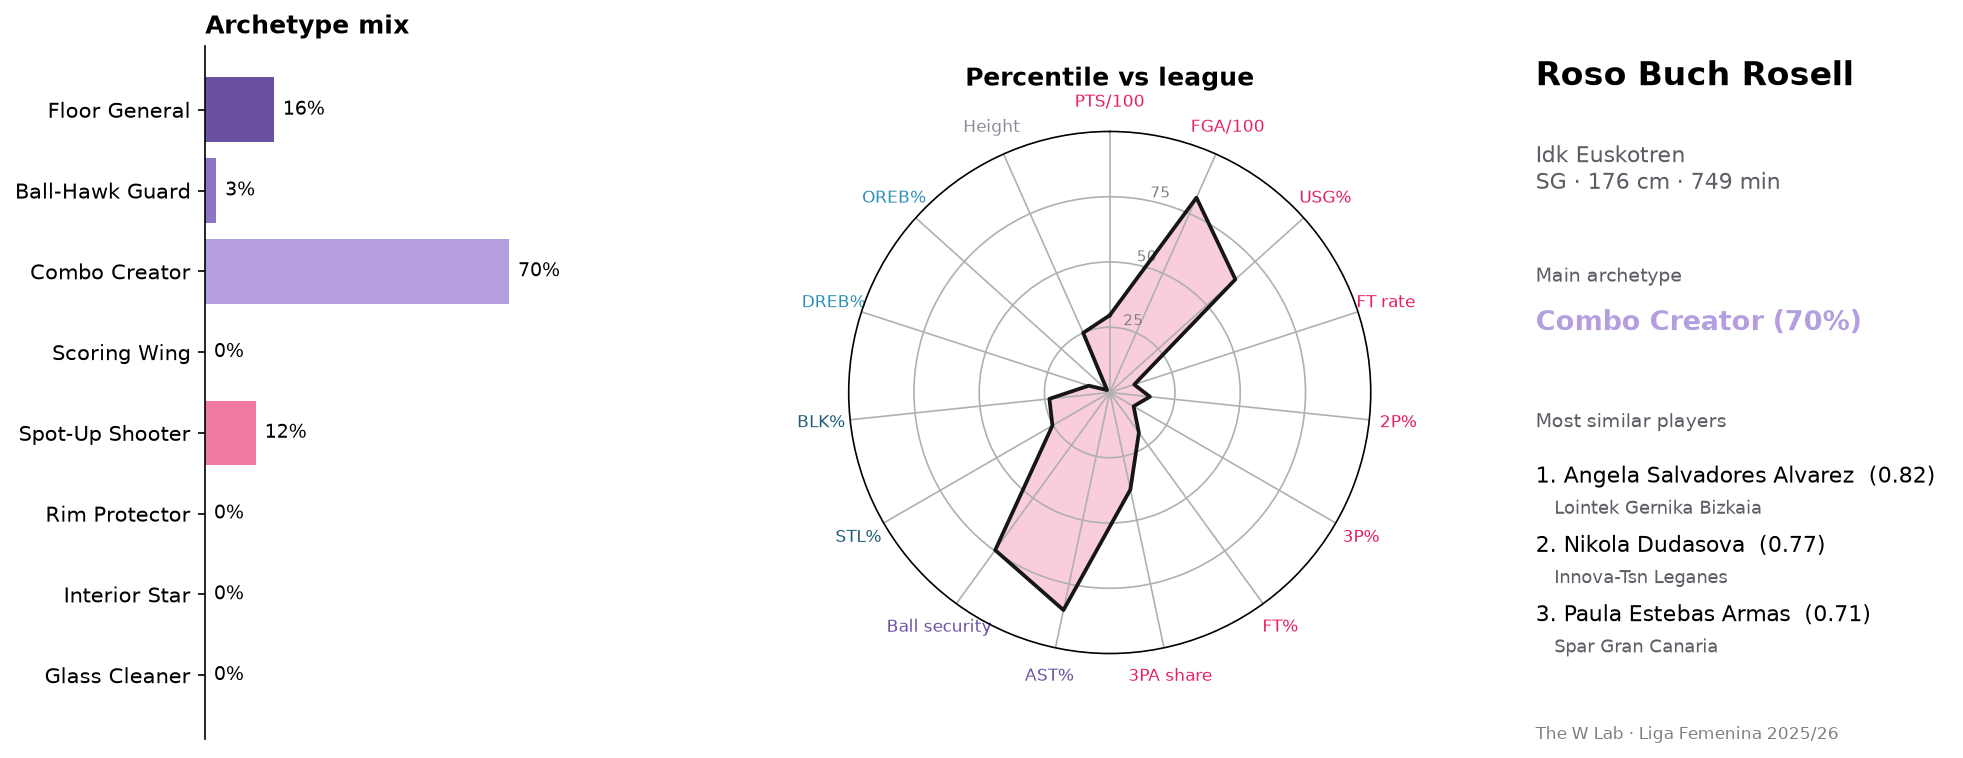 Archetype mix
Floor General
16%
Ball-Hawk Guard
3%
Combo Creator
70%
Scoring Wing
0%
Spot-Up Shooter
12%
Rim Protector
0%
Interior Star
0%
Glass Cleaner
0%
Percentile vs league
PTS/100
FGA/100
USG%
FT rate
2P%
3P%
FT%
3PA share
AST%
Ball security
STL%
BLK%
DREB%
OREB%
Height
75
50
25
Roso Buch Rosell
Idk Euskotren
SG · 176 cm · 749 min
Main archetype
Combo Creator (70%)
Most similar players
1. Angela Salvadores Alvarez (0.82)
Lointek Gernika Bizkaia
2. Nikola Dudasova (0.77)
Innova-Tsn Leganes
3. Paula Estebas Armas (0.71)
Spar Gran Canaria
The W Lab · Liga Femenina 2025/26